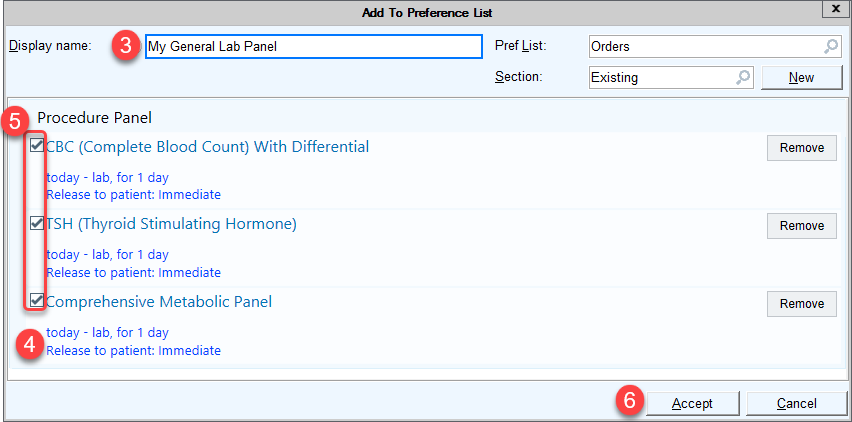 Add To Preference List
x
Display name:
3
My General Lab Panel
Pref List:
Orders
Section:
Existing
New
5
Procedure Panel
CBC (Complete Blood Count) With Differential
Remove
today - lab, for 1 day
Release to patient: Immediate
TSH (Thyroid Stimulating Hormone)
Remove
today - lab, for 1 day
Release to patient: Immediate
Comprehensive Metabolic Panel
Remove
4
today - lab, for 1 day
Release to patient: Immediate
6
Accept
Cancel